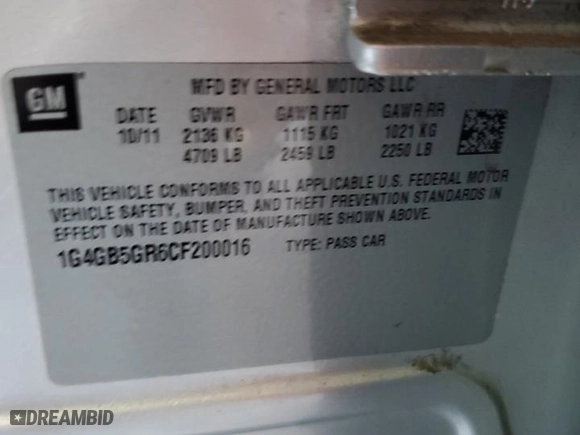 GM
MFD BY GENERAL MOTORS LLC
DATE GVWR GAWR FRT GAWR RR
10/11 2136 KG 1115 KG 1021 KG
4709 LB 2459 LB 2250 LB
THIS VEHICLE CONFORMS TO ALL APPLICABLE U.S. FEDERAL MOTOR
VEHICLE SAFETY, BUMPER, AND THEFT PREVENTION STANDARDS IN
EFFECT ON THE DATE OF MANUFACTURE SHOWN ABOVE.
1G4GB5GR6CF200016 TYPE: PASS CAR
DREAMBID